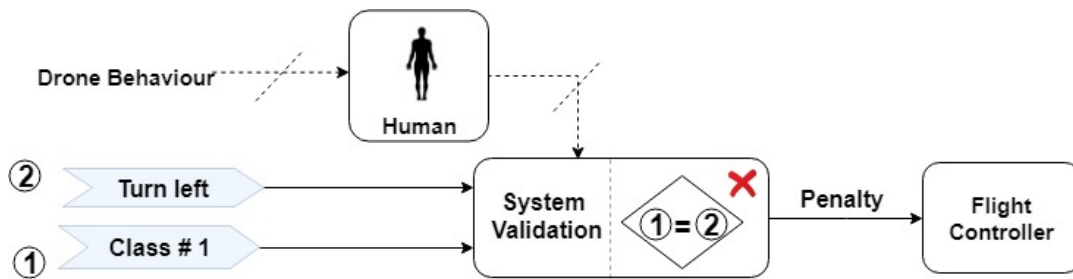 Drone Behaviour
Human
② Turn left
① Class # 1
System
Validation
① = ②
Penalty
Flight
Controller